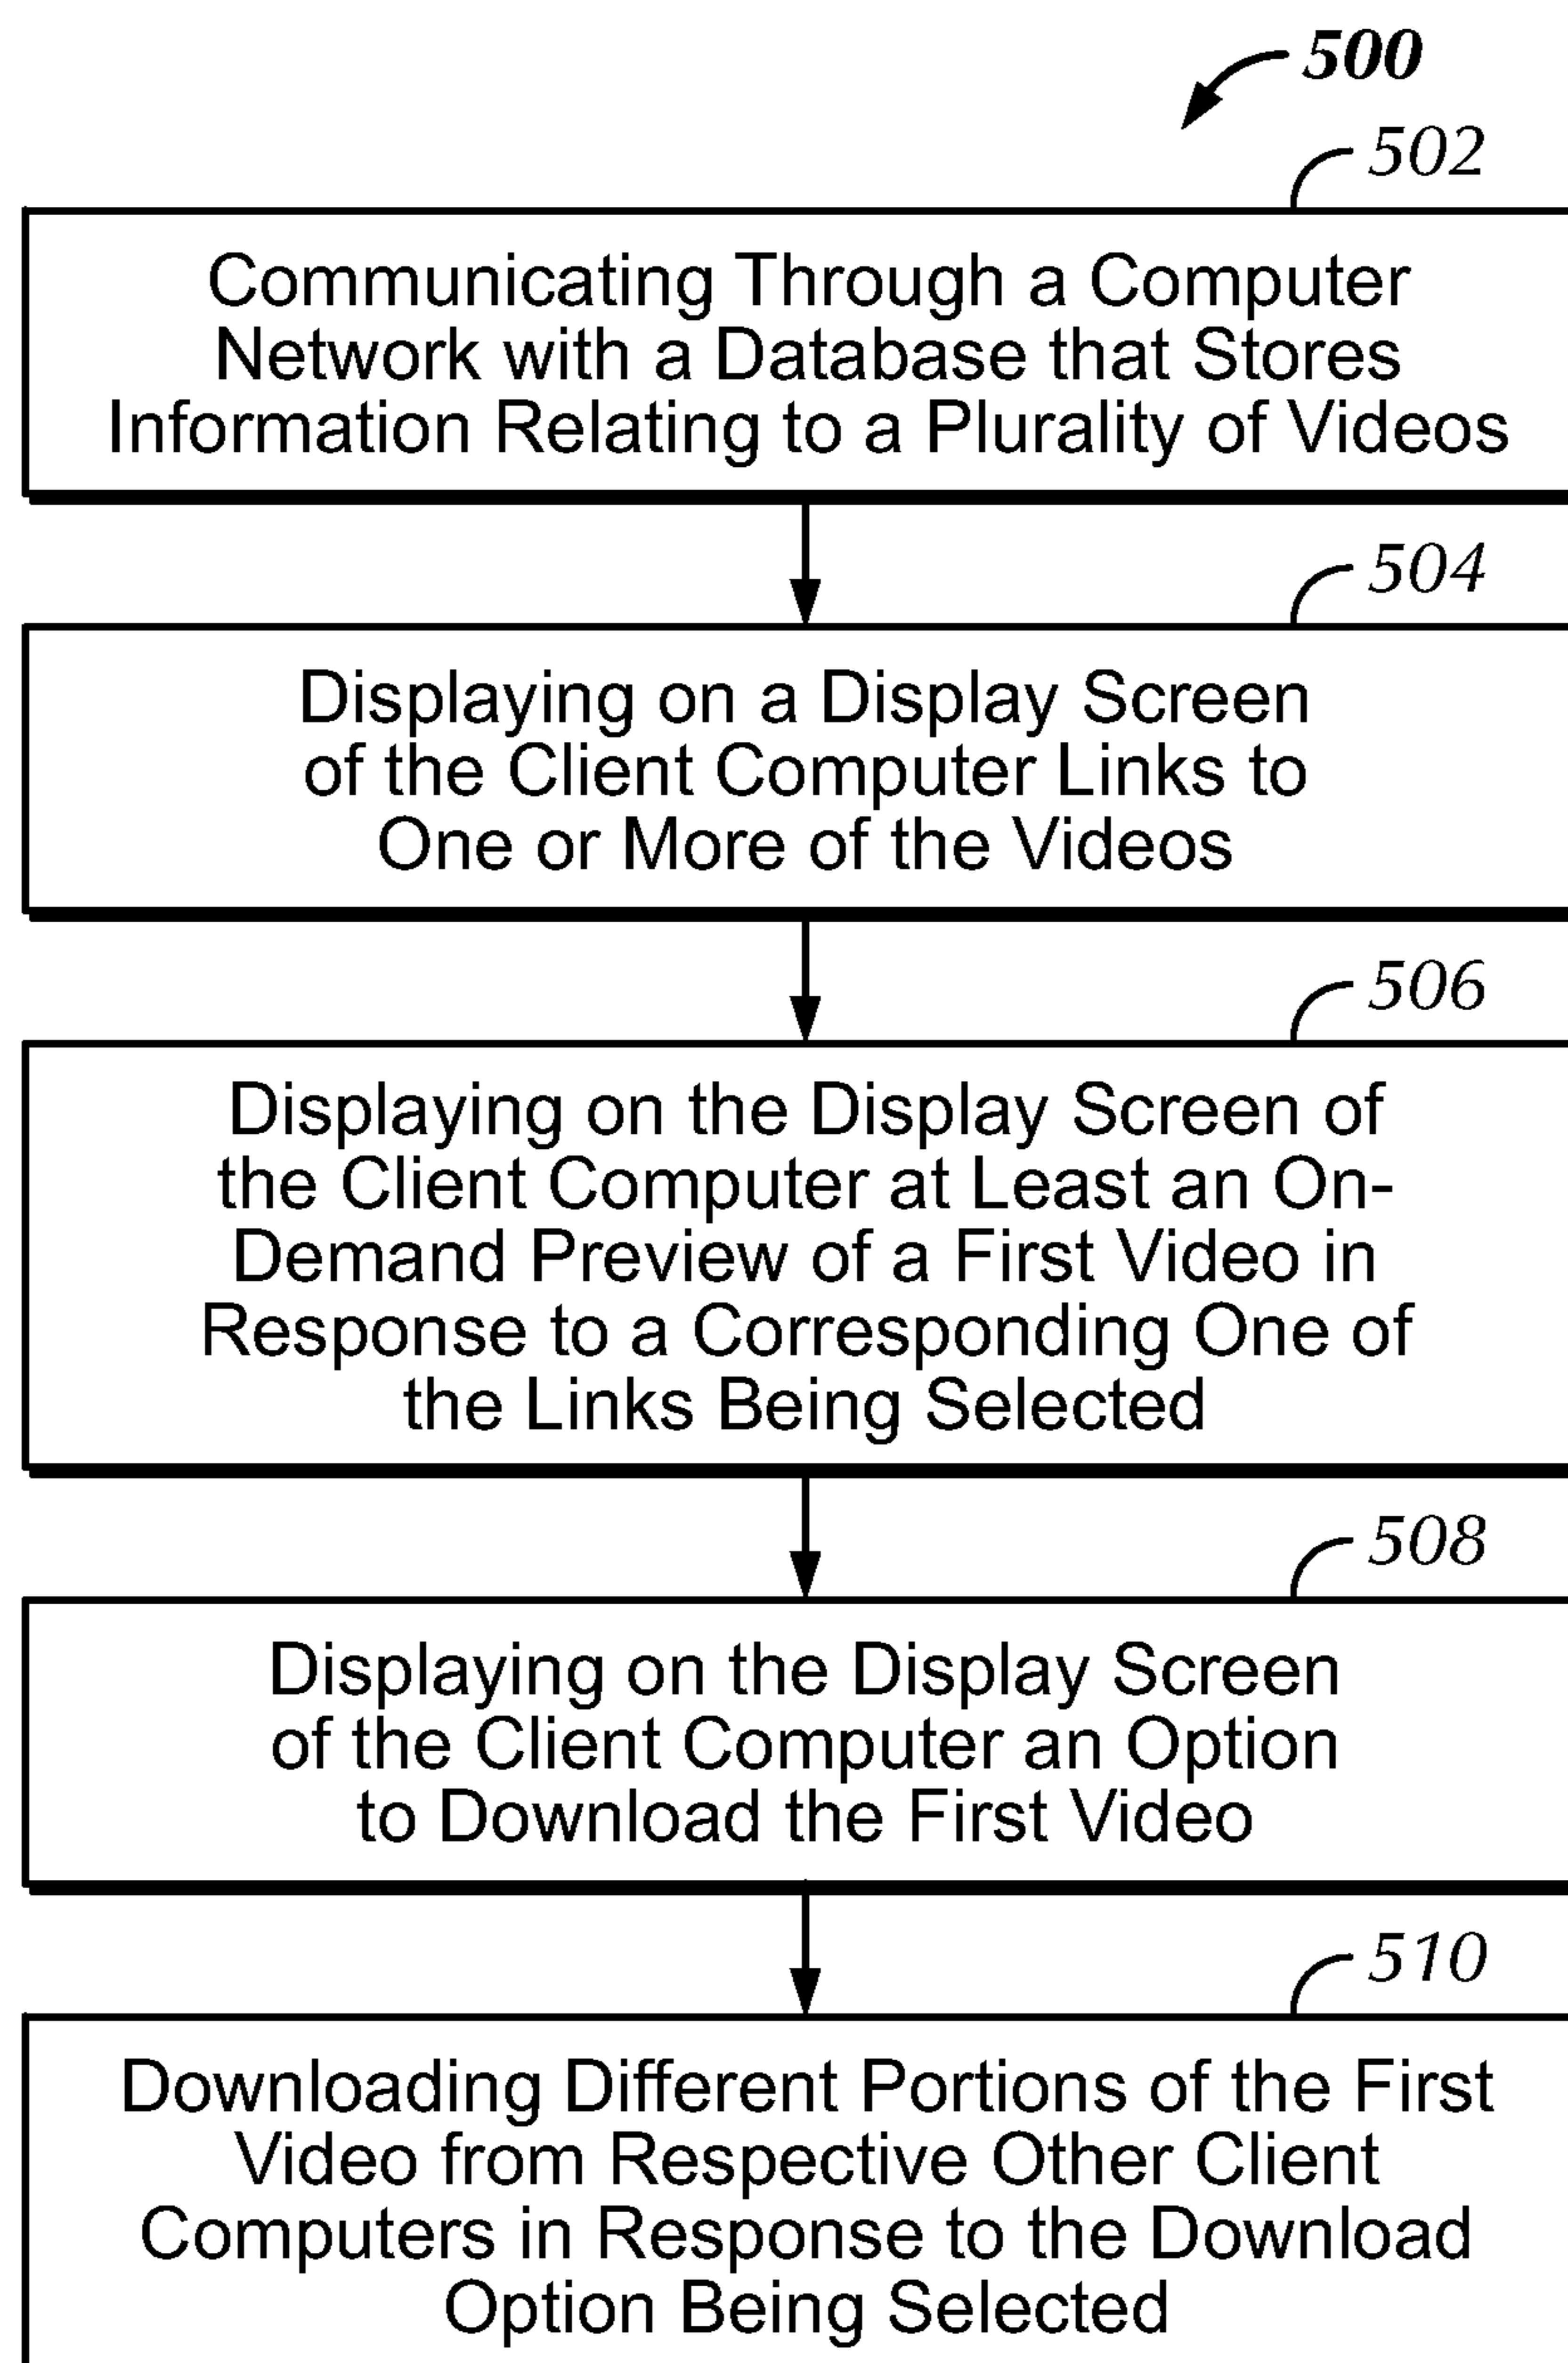 500
502
Communicating Through a Computer
Network with a Database that Stores
Information Relating to a Plurality of Videos
504
Displaying on a Display Screen
of the Client Computer Links to
One or More of the Videos
506
Displaying on the Display Screen of
the Client Computer at Least an On-
Demand Preview of a First Video in
Response to a Corresponding One of
the Links Being Selected
508
Displaying on the Display Screen
of the Client Computer an Option
to Download the First Video
510
Downloading Different Portions of the First
Video from Respective Other Client
Computers in Response to the Download
Option Being Selected